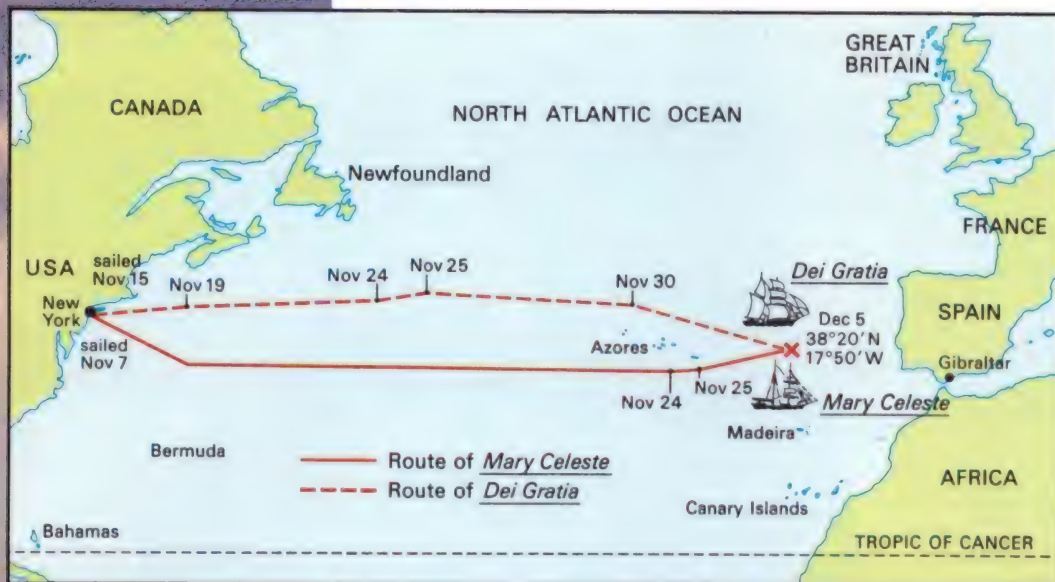 GREAT
BRITAIN
CANADA
NORTH ATLANTIC OCEAN
Newfoundland
FRANCE
USA
sailed
Nov 15
Nov 19
Nov 24
Nov 25
Nov 30
Dei Gratia
New
York
Dec 5
38°20′N
17°50′W
SPAIN
Azores
sailed
Nov 7
Gibraltar
Nov 24
Nov 25
Mary Celeste
Madeira
Bermuda
Route of Mary Celeste
Route of Dei Gratia
AFRICA
Canary Islands
Bahamas
TROPIC OF CANCER